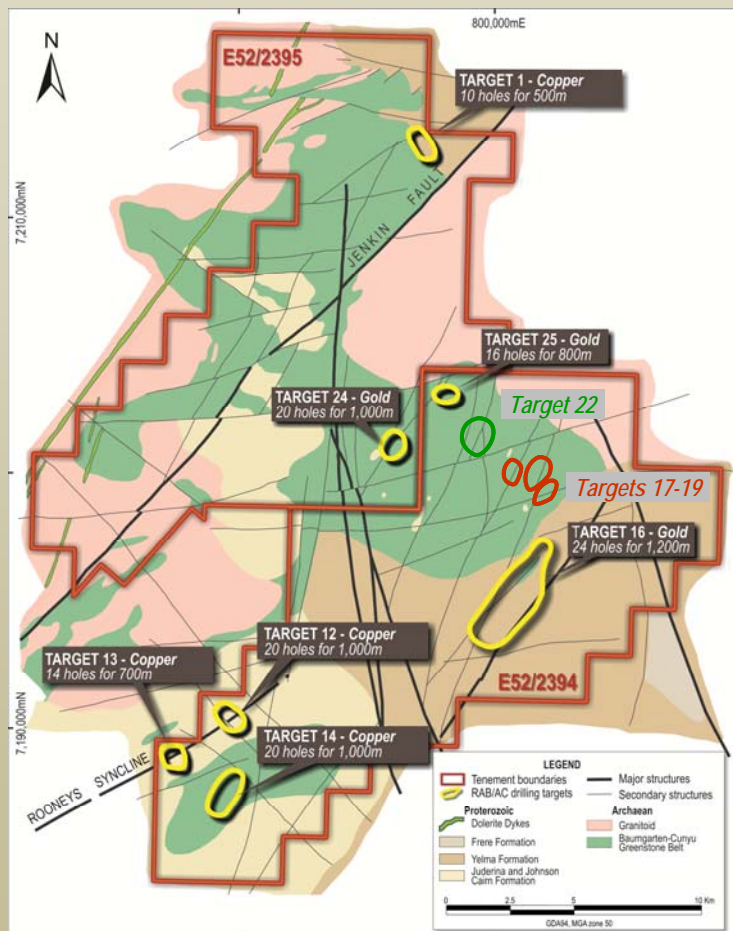 800,000mE
N
E52/2395
TARGET 1 - Copper
10 holes for 500m
7,210,000mN
JENKIN FAULT
TARGET 25 - Gold
16 holes for 800m
TARGET 24 - Gold
20 holes for 1,000m
Target 22
Targets 17-19
TARGET 16 - Gold
24 holes for 1,200m
TARGET 12 - Copper
20 holes for 1,000m
TARGET 13 - Copper
14 holes for 700m
E52/2394
7,190,000mN
TARGET 14 - Copper
20 holes for 1,000m
ROONEYS SYNCLINE
LEGEND
Tenement boundaries
RAB/AC drilling targets
Major structures
Secondary structures
Proterozoic
Dolerite Dykes
Frere Formation
Yelma Formation
Juderina and Johnson
Cairn Formation
Archaean
Granitoid
Baumgarten-Cunyu
Greenstone Belt
0 2.5 5 10 Km
GDA94, MGA zone 50